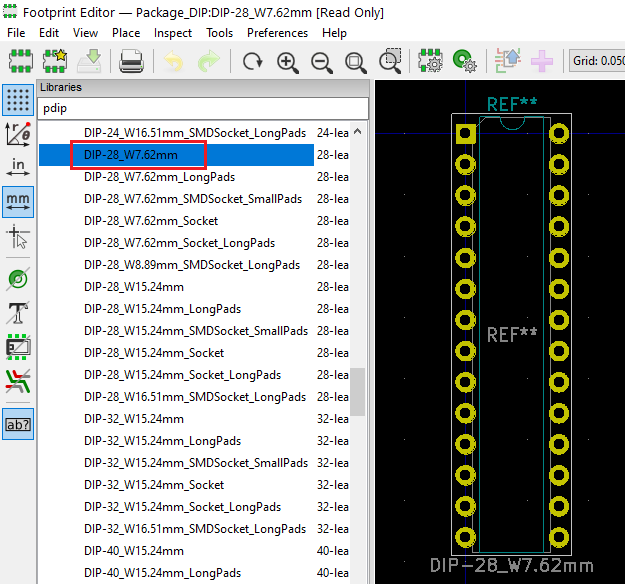 Footprint Editor — Package_DIP:DIP-28_W7.62mm [Read Only]
File Edit View Place Inspect Tools Preferences Help
Grid: 0.050
Libraries
pdip
DIP-24_W16.51mm_SMDSocket_LongPads 24-lea
DIP-28_W7.62mm 28-lea
DIP-28_W7.62mm_LongPads 28-lea
DIP-28_W7.62mm_SMDSocket_SmallPads 28-lea
DIP-28_W7.62mm_Socket 28-lea
DIP-28_W7.62mm_Socket_LongPads 28-lea
DIP-28_W8.89mm_SMDSocket_LongPads 28-lea
DIP-28_W15.24mm 28-lea
DIP-28_W15.24mm_LongPads 28-lea
DIP-28_W15.24mm_SMDSocket_SmallPads 28-lea
DIP-28_W15.24mm_Socket 28-lea
DIP-28_W15.24mm_Socket_LongPads 28-lea
DIP-28_W16.51mm_SMDSocket_LongPads 28-lea
DIP-32_W15.24mm 32-lea
DIP-32_W15.24mm_LongPads 32-lea
DIP-32_W15.24mm_SMDSocket_SmallPads 32-lea
DIP-32_W15.24mm_Socket 32-lea
DIP-32_W15.24mm_Socket_LongPads 32-lea
DIP-32_W16.51mm_SMDSocket_LongPads 32-lea
DIP-40_W15.24mm 40-lea
DIP-40_W15.24mm_LongPads 40-lea
r θ
in
mm
T
ab?
REF**
REF**
DIP-28_W7.62mm